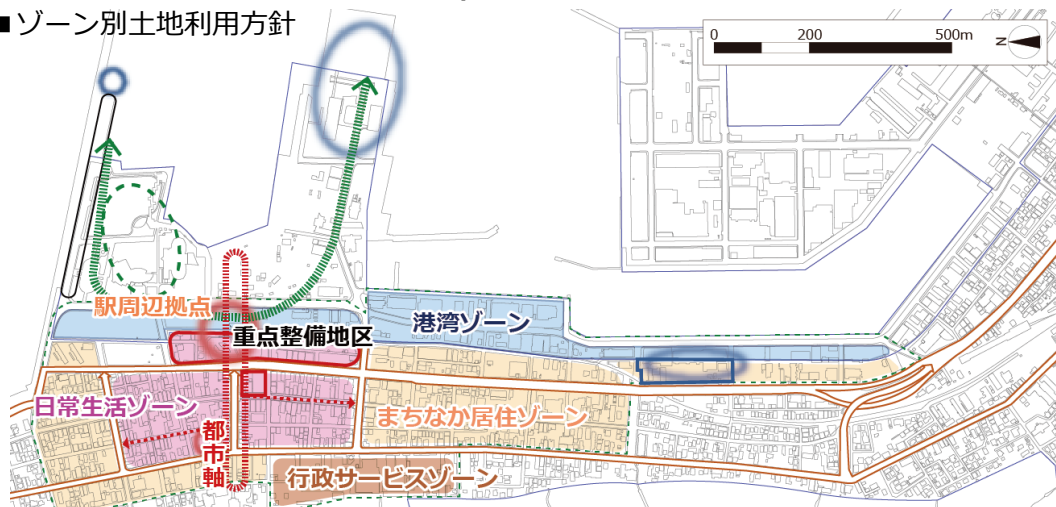 ■ゾーン別土地利用方針
0 200 500m
N
駅周辺拠点
重点整備地区
港湾ゾーン
日常生活ゾーン
まちなか居住ゾーン
都市軸
行政サービスゾーン